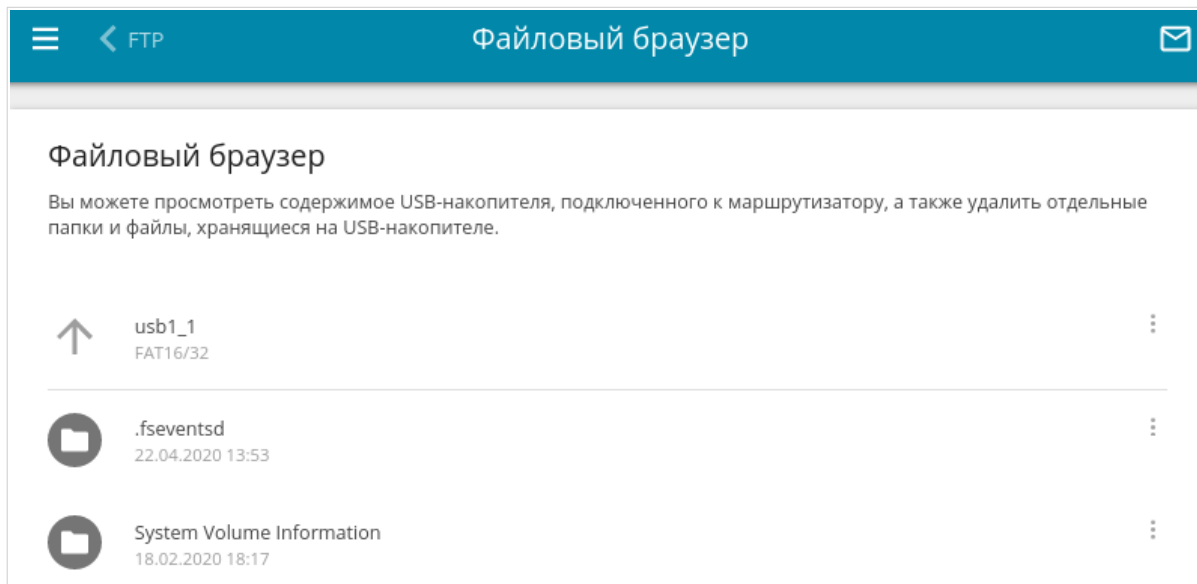 FTP
Файловый браузер
Файловый браузер
Вы можете просмотреть содержимое USB-накопителя, подключенного к маршрутизатору, а также удалить отдельные
папки и файлы, хранящиеся на USB-накопителе.
usb1_1
FAT16/32
.fseventsd
22.04.2020 13:53
System Volume Information
18.02.2020 18:17